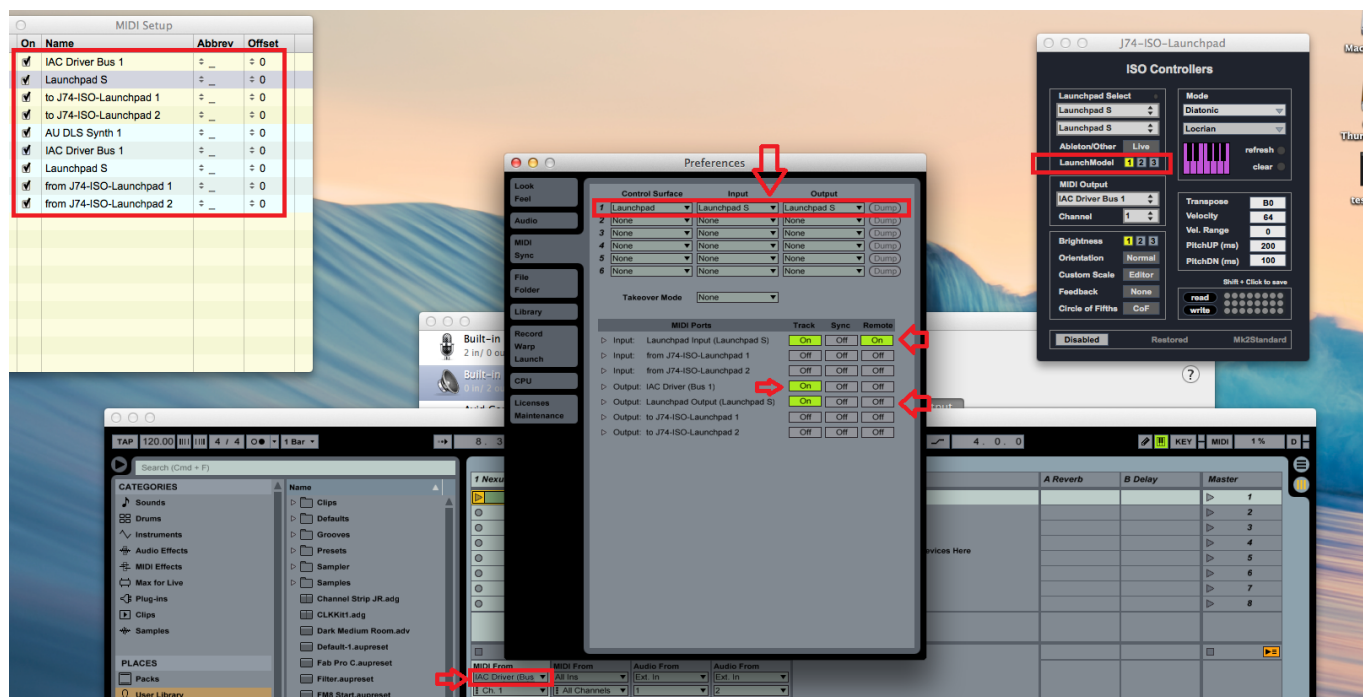 MIDI Setup
On Name Abbrev Offset
IAC Driver Bus 1 _ 0
Launchpad S _ 0
to J74-ISO-Launchpad 1 _ 0
to J74-ISO-Launchpad 2 _ 0
AU DLS Synth 1 _ 0
IAC Driver Bus 1 _ 0
Launchpad S _ 0
from J74-ISO-Launchpad 1 _ 0
from J74-ISO-Launchpad 2 _ 0
J74-ISO-Launchpad
ISO Controllers
Launchpad Select
Launchpad S
Launchpad S
Ableton/Other Live
LaunchModel 1 2 3
MIDI Output
IAC Driver Bus 1
Channel 1
Brightness 1 2 3
Orientation Normal
Custom Scale Editor
Feedback None
Circle of Fifths CoF
Mode
Diatonic
Locrian
refresh
clear
Transpose B0
Velocity 64
Vel. Range 0
PitchUP (ms) 200
PitchDN (ms) 100
Shift + Click to save
read
write
Disabled Restored Mk2Standard
Preferences
Look
Feel
Audio
MIDI
Sync
File
Folder
Library
Record
Warp
Launch
CPU
Licenses
Maintenance
Control Surface Input Output
1 Launchpad Launchpad S Launchpad S Dump
2 None None None Dump
3 None None None Dump
4 None None None Dump
5 None None None Dump
6 None None None Dump
Takeover Mode None
MIDI Ports Track Sync Remote
Input: Launchpad Input (Launchpad S) On Off On
Input: from J74-ISO-Launchpad 1 Off Off Off
Input: from J74-ISO-Launchpad 2 Off Off Off
Output: IAC Driver (Bus 1) On Off Off
Output: Launchpad Output (Launchpad S) On Off Off
Output: to J74-ISO-Launchpad 1 Off Off Off
Output: to J74-ISO-Launchpad 2 Off Off Off
Built-in
2 in/ 0 ou
Built-in
?
TAP 120.00 4 / 4 1 Bar 8. 3
4. 0. 0 KEY MIDI 1 % D
Search (Cmd + F)
CATEGORIES
Sounds
Drums
Instruments
Audio Effects
MIDI Effects
Max for Live
Plug-ins
Clips
Samples
PLACES
Packs
User Library
Name
Clips
Defaults
Grooves
Presets
Sampler
Samples
Channel Strip JR.adg
CLKKit1.adg
Dark Medium Room.adv
Default-1.aupreset
Fab Pro C.aupreset
Filter.aupreset
FM8 Start.aupreset
1 Nexu
A Reverb B Delay Master
1
2
3
4
5
6
7
8
evices Here
MIDI From MIDI From Audio From Audio From
IAC Driver (Bus All Ins Ext. In Ext. In
Ch. 1 All Channels 1 2